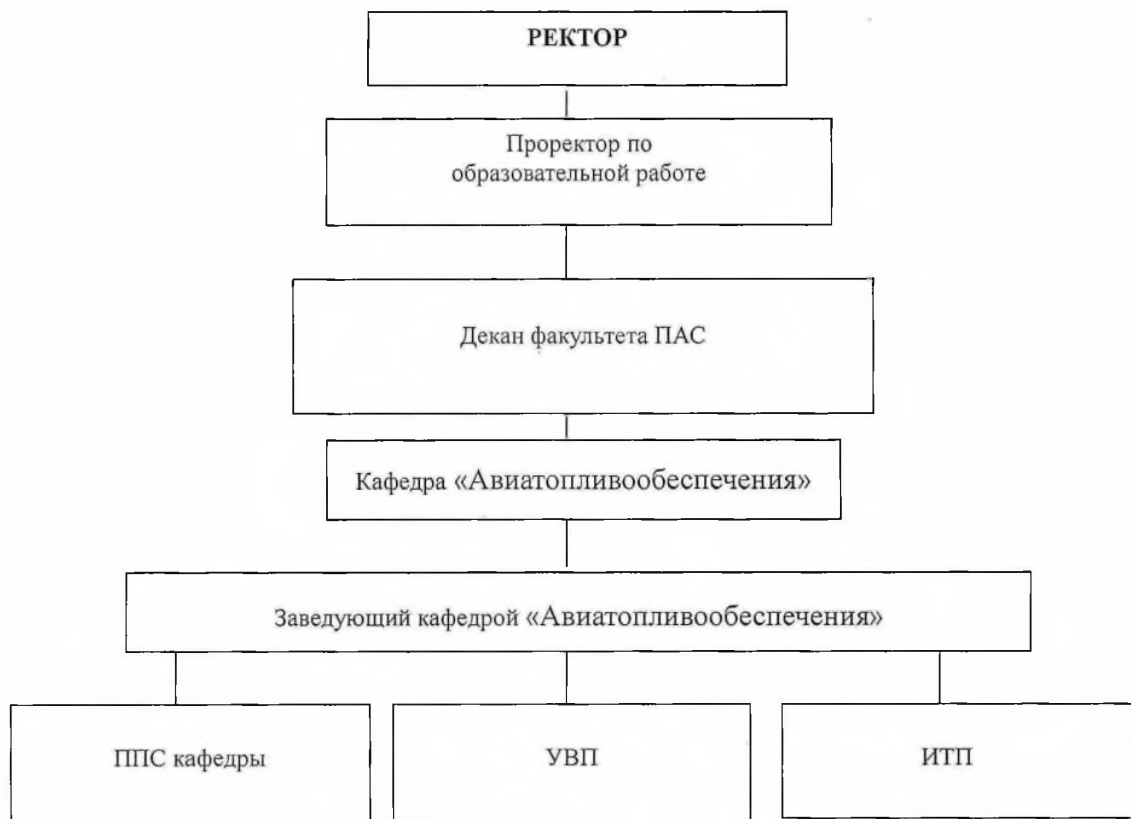 РЕКТОР
Проректор по
образовательной работе
Декан факультета ПАС
Кафедра «Авиатопливообеспечения»
Заведующий кафедрой «Авиатопливообеспечения»
ППС кафедры
УВП
ИТП